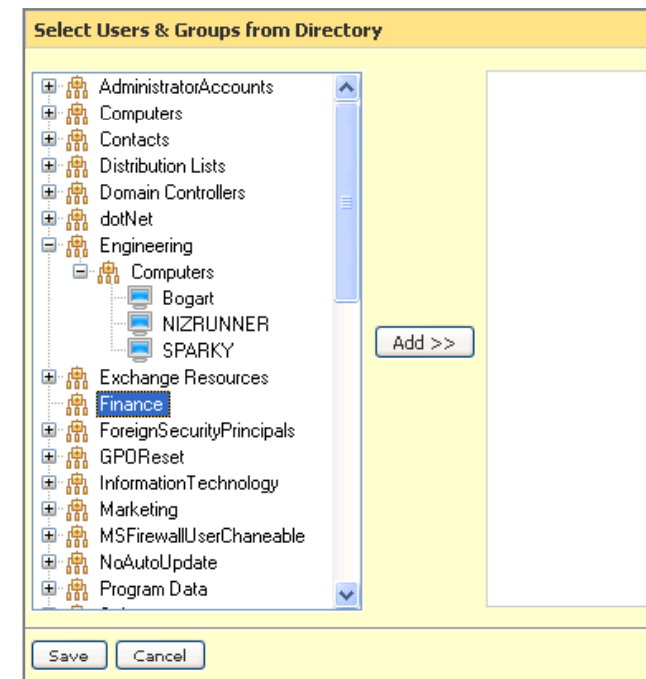 Select Users & Groups from Directory
AdministratorAccounts
Computers
Contacts
Distribution Lists
Domain Controllers
dotNet
Engineering
Computers
Bogart
NIZRUNNER
SPARKY
Exchange Resources
Finance
ForeignSecurityPrincipals
GPOReset
InformationTechnology
Marketing
MSFirewallUserChaneable
NoAutoUpdate
Program Data
Add >>
Save
Cancel